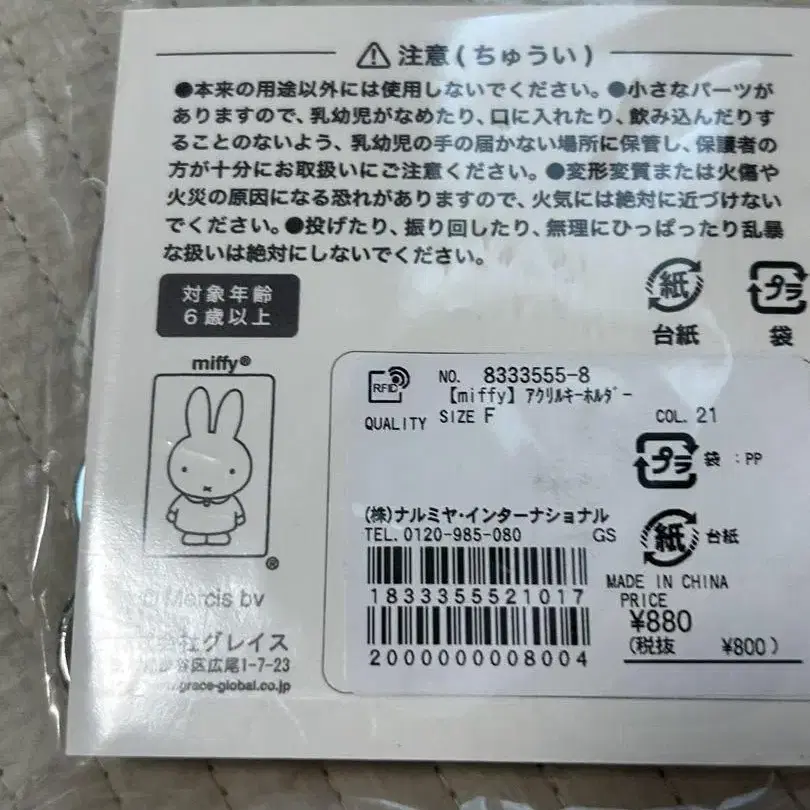 ⚠ 注意(ちゅうい)
●本来の用途以外には使用しないでください。●小さなパーツが
ありますので、乳幼児がなめたり、口に入れたり、飲み込んだりす
ることのないよう、乳幼児の手の届かない場所に保管し、保護者の
方が十分にお取扱いにご注意ください。●変形変質または火傷や
火災の原因になる恐れがありますので、火気には絶対に近づけない
でください。●投げたり、振り回したり、無理にひっぱったり乱暴
な扱いは絶対にしないでください。
対象年齢
6歳以上
紙
台紙
プラ
袋
miffy®
®
© Mercis bv
グレイス
区広尾1-7-23
grace-global.co.jp
RFID
NO. 8333555-8
【miffy】アクリルキーホルダー
QUALITY SIZE F COL. 21
プラ 袋 :PP
(株)ナルミヤ・インターナショナル
TEL. 0120-985-080 GS
紙 台紙
1833355521017
MADE IN CHINA
PRICE
¥880
(税抜 ¥800)
2000000008004